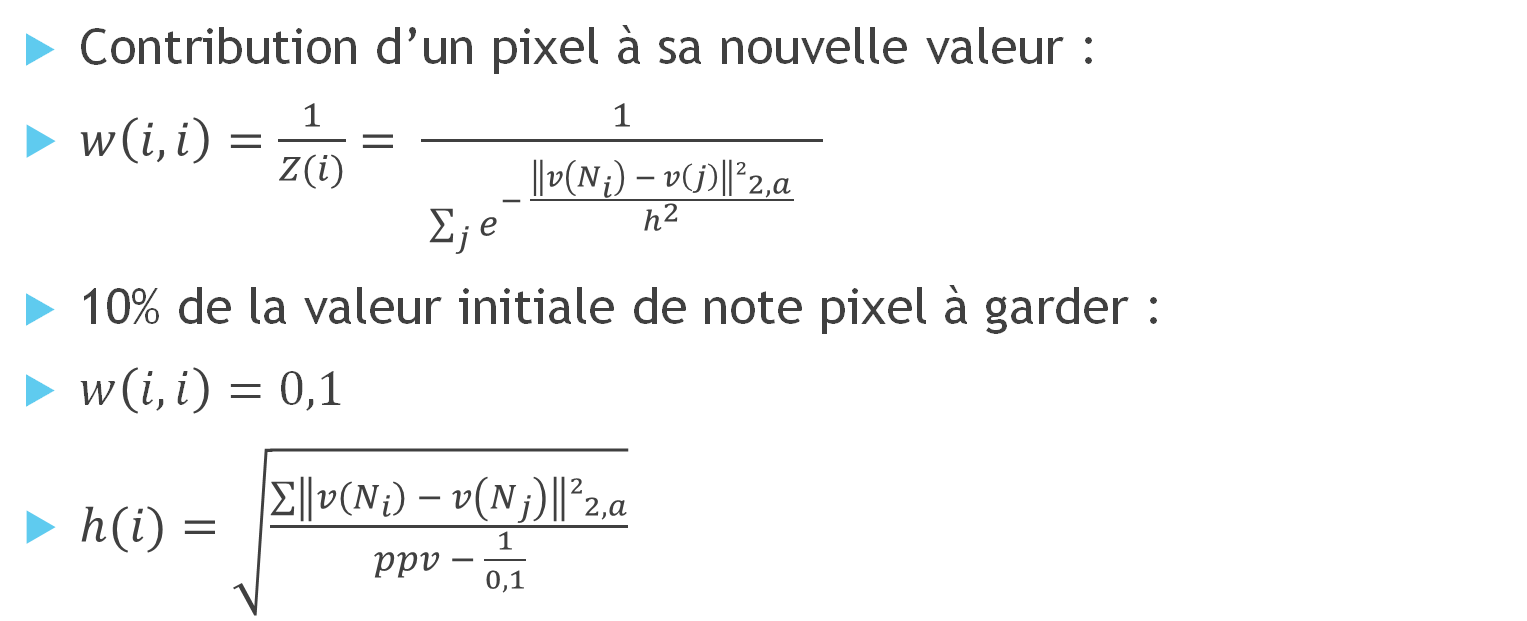 Contribution d’un pixel à sa nouvelle valeur :
w(i,i) = 1/Z(i) = 1/(∑_j e^(−‖v(N_i) − v(j)‖²_{2,a}/h²))
10% de la valeur initiale de note pixel à garder :
w(i,i) = 0,1
h(i) = √(∑‖v(N_i) − v(N_j)‖²_{2,a}/(ppv − 1/0,1))